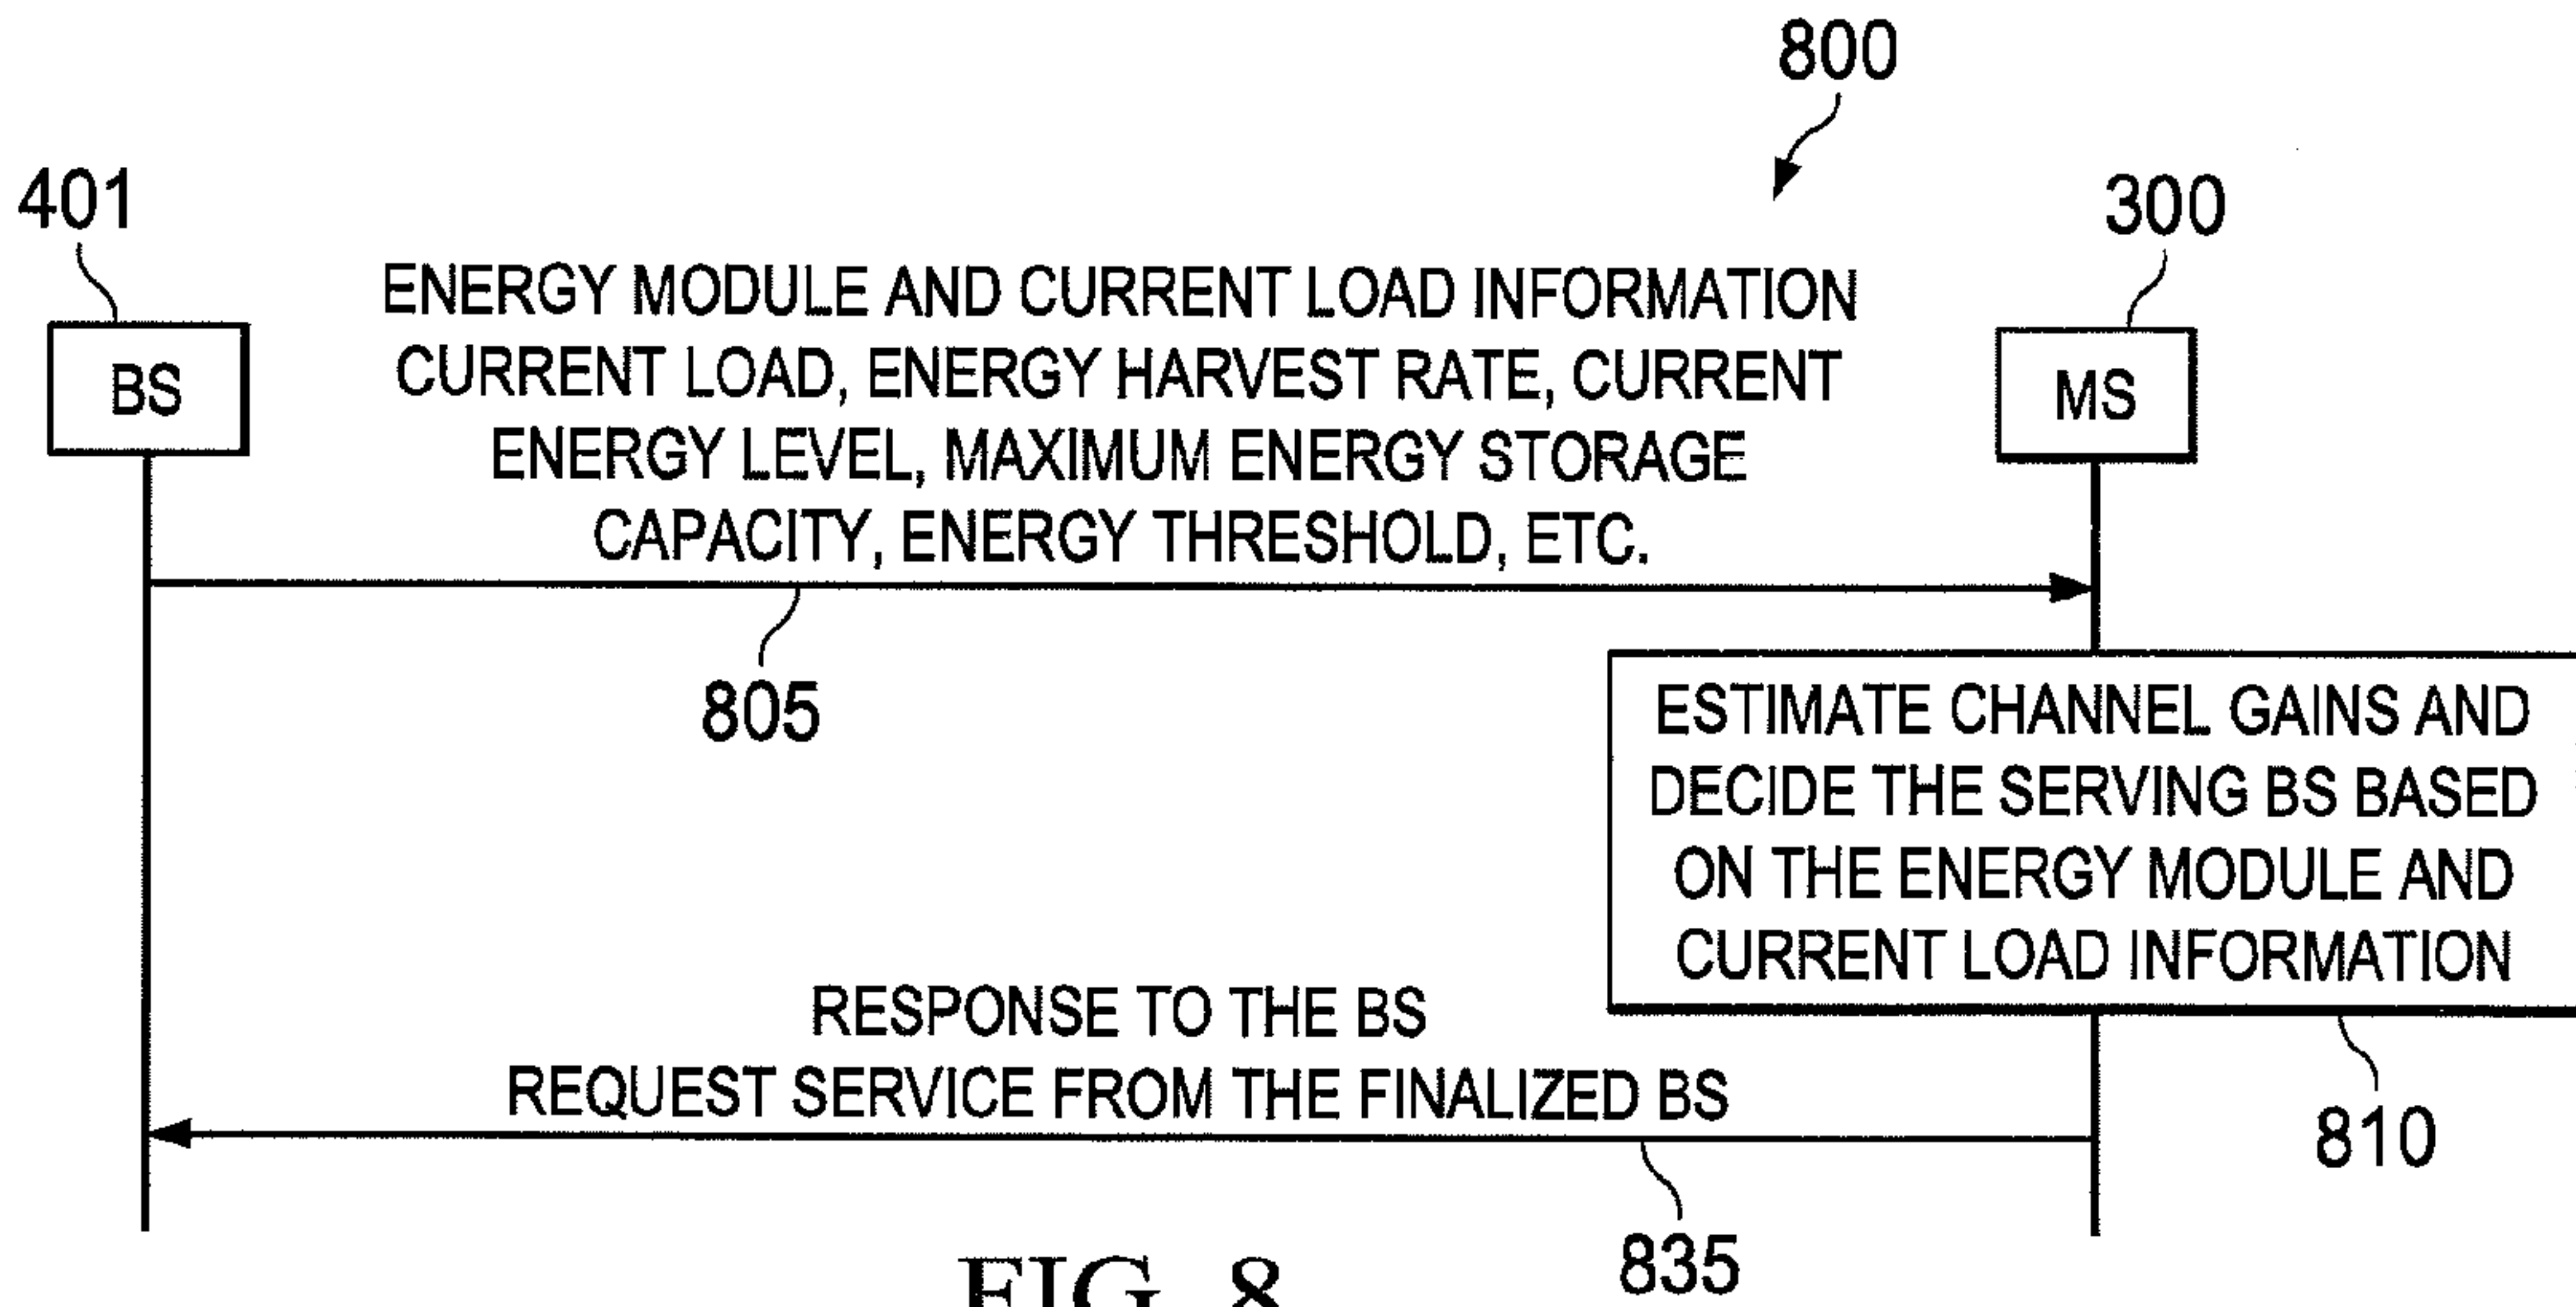 800
401
300
ENERGY MODULE AND CURRENT LOAD INFORMATION
CURRENT LOAD, ENERGY HARVEST RATE, CURRENT
ENERGY LEVEL, MAXIMUM ENERGY STORAGE
CAPACITY, ENERGY THRESHOLD, ETC.
BS
MS
805
ESTIMATE CHANNEL GAINS AND
DECIDE THE SERVING BS BASED
ON THE ENERGY MODULE AND
CURRENT LOAD INFORMATION
810
RESPONSE TO THE BS
REQUEST SERVICE FROM THE FINALIZED BS
835
FIG. 8